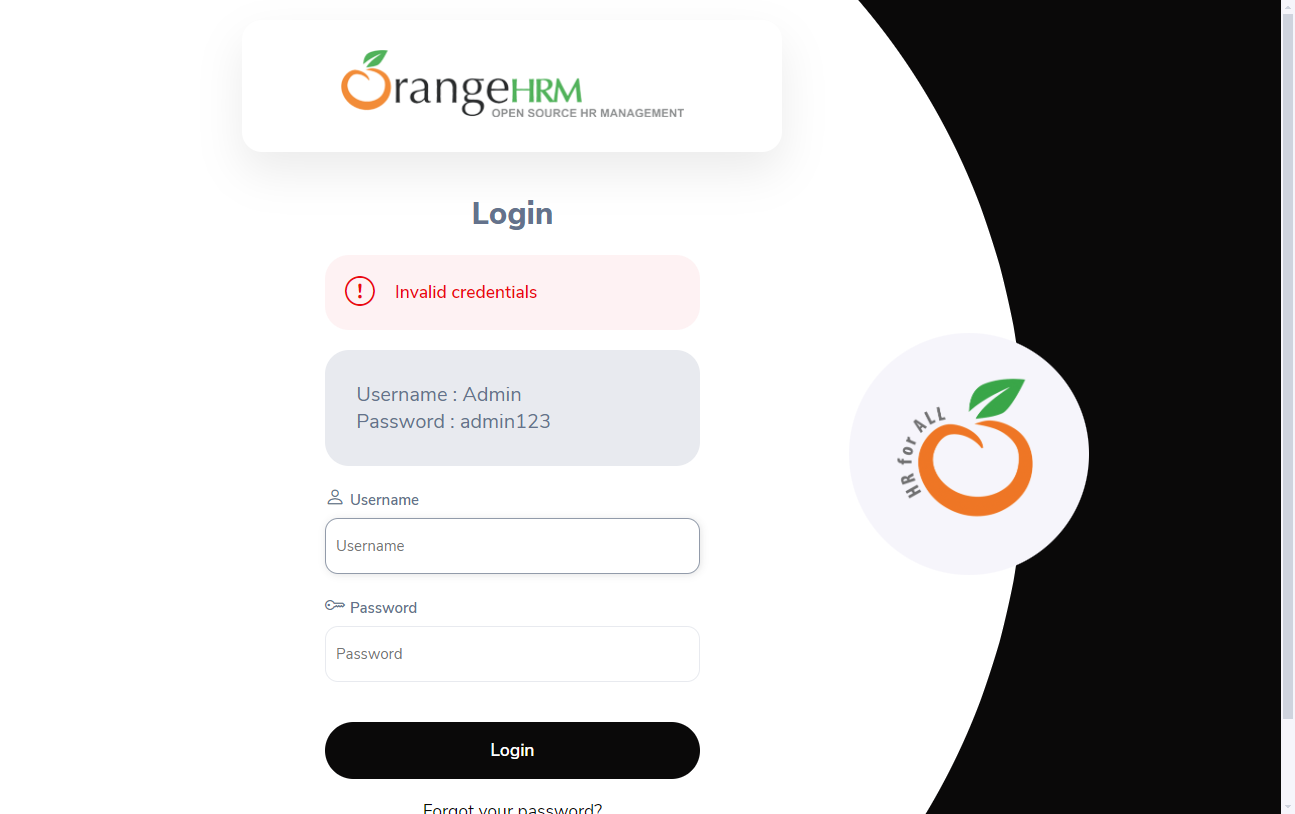 OrangeHRM
OPEN SOURCE HR MANAGEMENT
Login
Invalid credentials
Username : Admin
Password : admin123
Username
Username
Password
Password
Login
Forgot your password?
HR for ALL